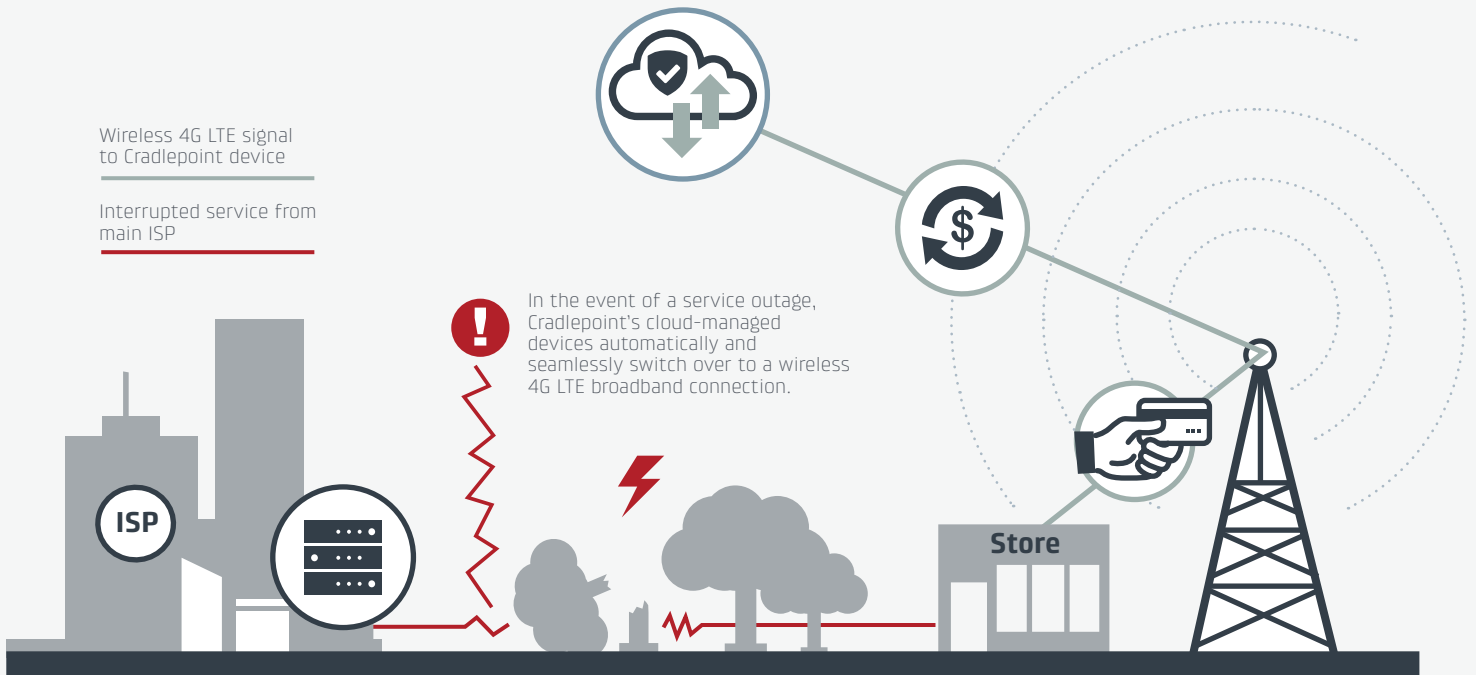 Wireless 4G LTE signal
to Cradlepoint device
Interrupted service from
main ISP
In the event of a service outage,
Cradlepoint's cloud-managed
devices automatically and
seamlessly switch over to a wireless
4G LTE broadband connection.
!
$
ISP
Store